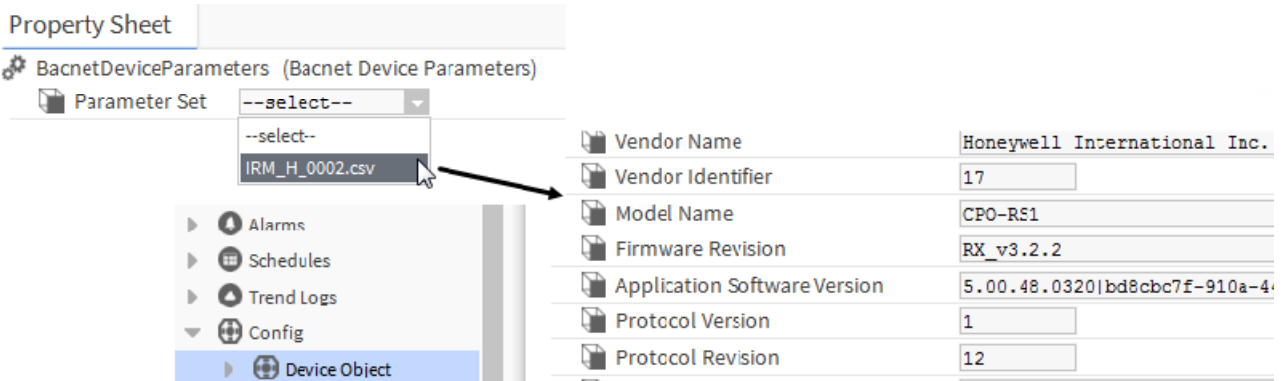 Property Sheet
BacnetDeviceParameters (Bacnet Device Parameters)
Parameter Set --select--
--select--
IRM_H_0002.csv
Alarms
Schedules
Trend Logs
Config
Device Object
Vendor Name Honeywell International Inc.
Vendor Identifier 17
Model Name CPO-RS1
Firmware Revision RX_v3.2.2
Application Software Version 5.00.48.0320|bd8cbc7f-910a-44
Protocol Version 1
Protocol Revision 12